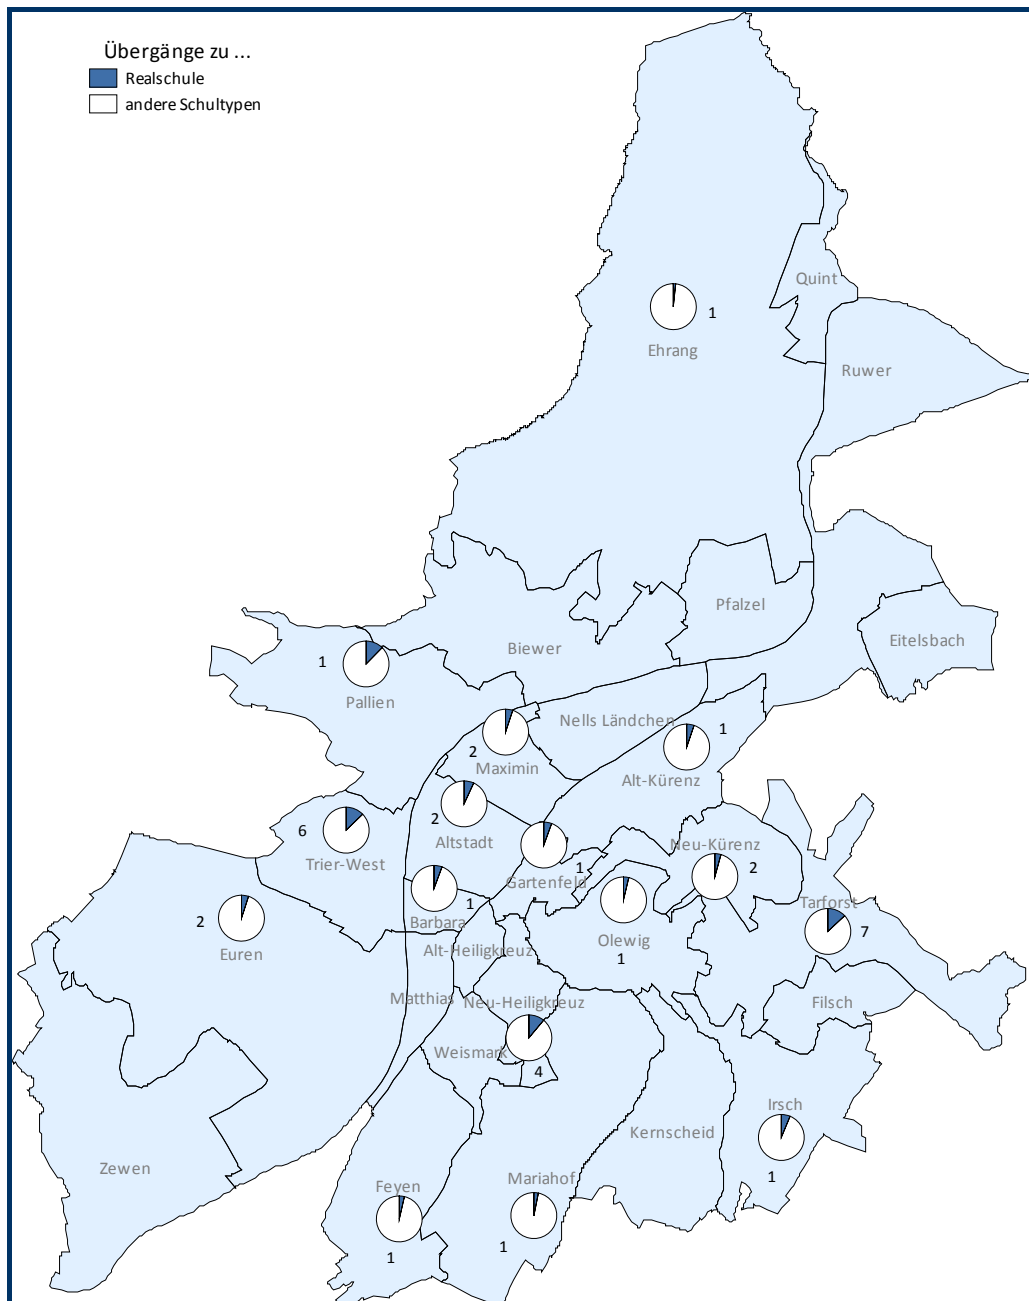 Übergänge zu ...
Realschule
andere Schultypen
Quint
1
Ehrang
Ruwer
Pfalzel
Eitelsbach
Biewer
1
Pallien
Nells Ländchen
1
2
Maximin
Alt-Kürenz
2
Altstadt
6
Trier-West
Neu-Kürenz
1
2
Gartenfeld
1
Barbara
Tarforst
2
Euren
Olewig
7
1
Alt-Heiligkreuz
Matthias
Neu-Heiligkreuz
Filsch
Weismark
4
Irsch
Kernscheid
Zewen
1
Feyen
Mariahof
1
1